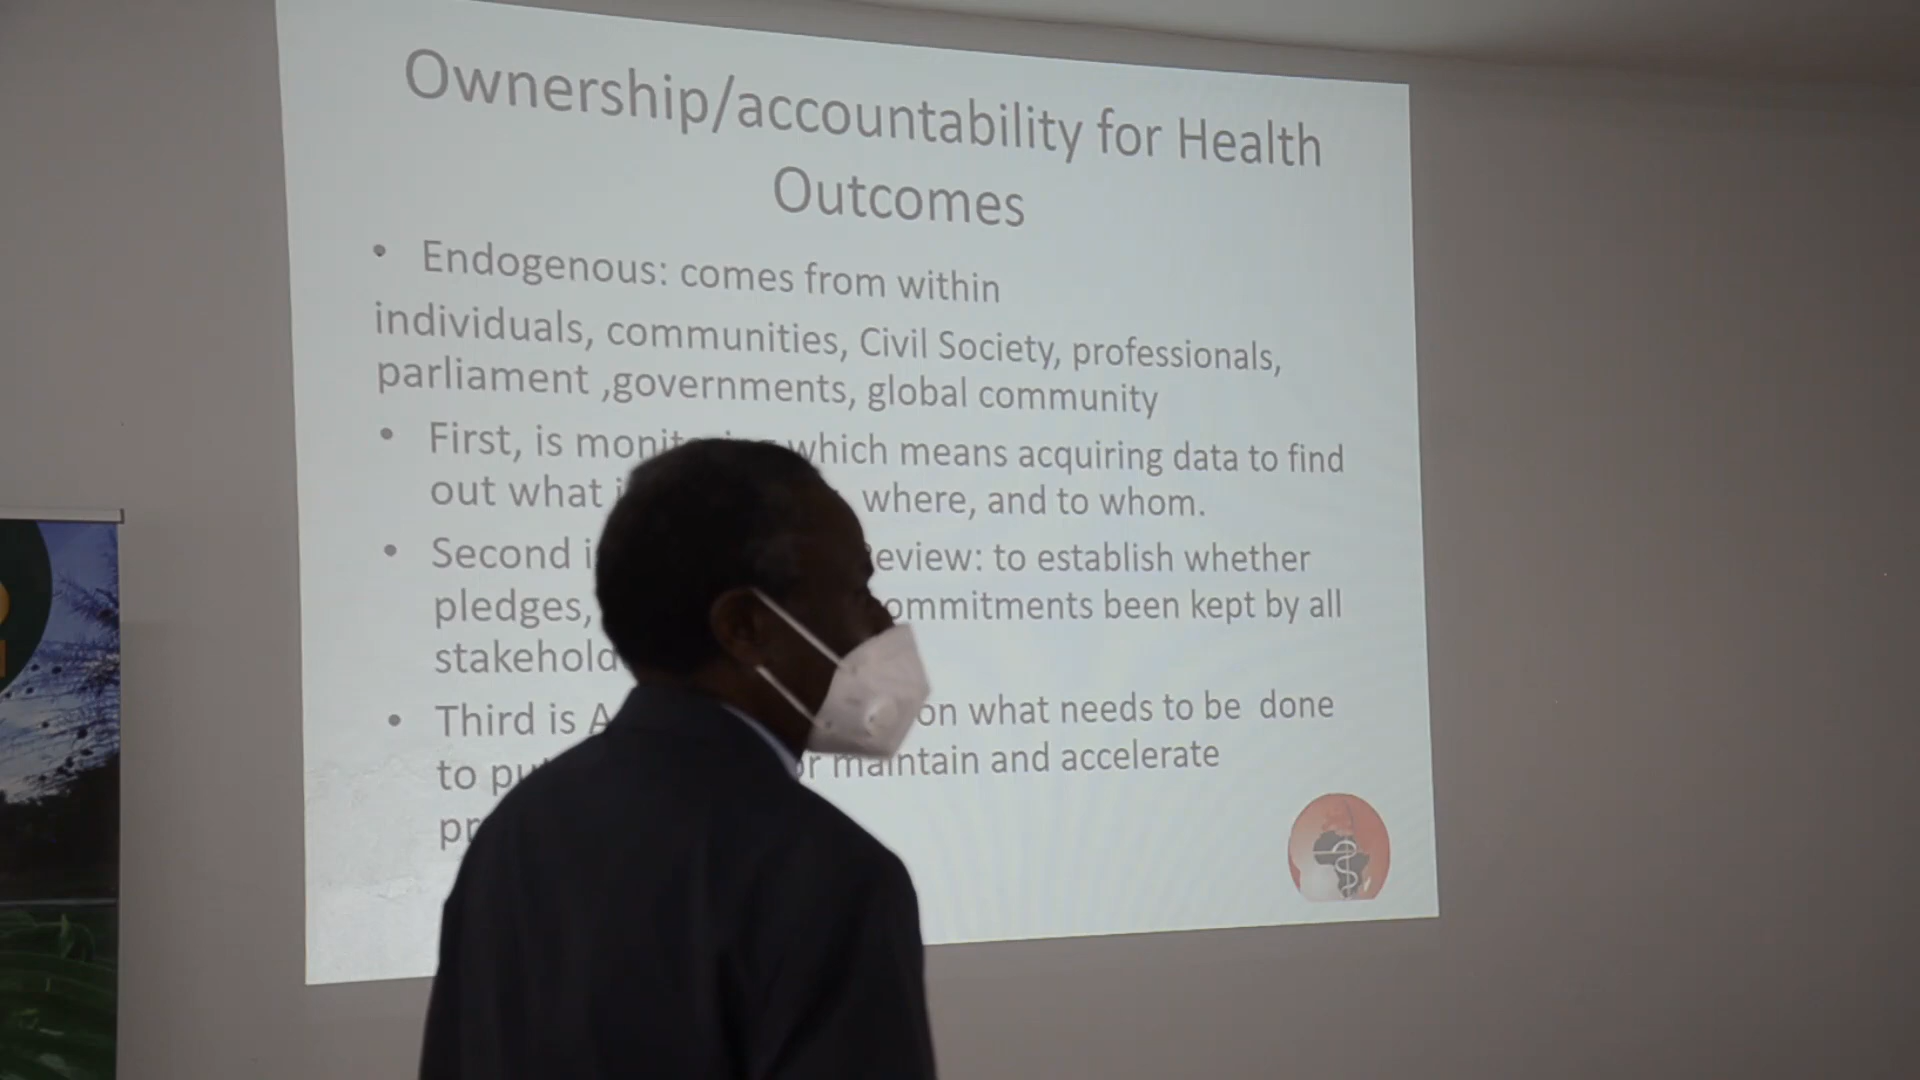 Ownership/accountability for Health
Outcomes
• Endogenous: comes from within
individuals, communities, Civil Society, professionals,
parliament ,governments, global community
• First, is which means acquiring data to find
out what where, and to whom.
• Second to establish whether
pledges, been kept by all
• Third is on what needs to be done
to maintain and accelerate